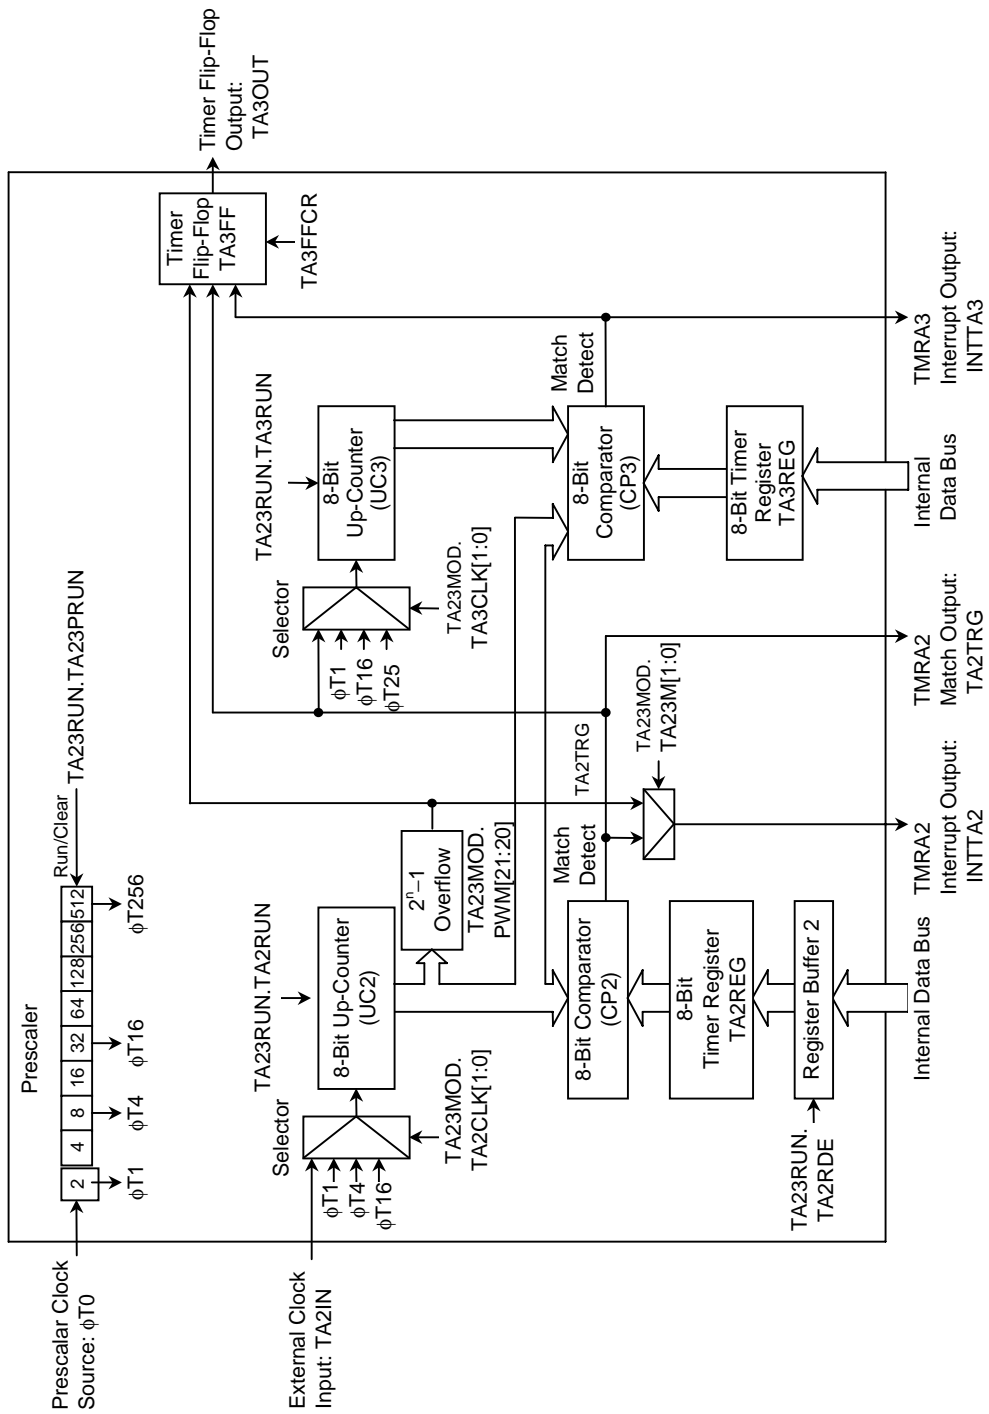 Prescaler
Run/Clear
TA23RUN.TA23PRUN
Prescalar Clock
Source: ϕT0
2
4
8
16
32
64
128
256
512
ϕT1
ϕT4
ϕT16
ϕT256
External Clock
Input: TA2IN
Selector
ϕT1
ϕT4
ϕT16
TA23MOD.
TA2CLK[1:0]
TA23RUN.TA2RUN
8-Bit Up-Counter
(UC2)
2ⁿ–1
Overflow
TA23MOD.
PWM[21:20]
Selector
ϕT1
ϕT16
ϕT25
TA23MOD.
TA3CLK[1:0]
TA23RUN.TA3RUN
8-Bit
Up-Counter
(UC3)
Timer
Flip-Flop
TA3FF
TA3FFCR
Timer Flip-Flop
Output:
TA3OUT
8-Bit Comparator
(CP2)
Match
Detect
TA2TRG
8-Bit
Comparator
(CP3)
Match
Detect
8-Bit
Timer Register
TA2REG
TA23MOD.
TA23M[1:0]
8-Bit Timer
Register
TA3REG
Register Buffer 2
TA23RUN.
TA2RDE
Internal Data Bus
TMRA2
Interrupt Output:
INTTA2
TMRA2
Match Output:
TA2TRG
Internal
Data Bus
TMRA3
Interrupt Output:
INTTA3